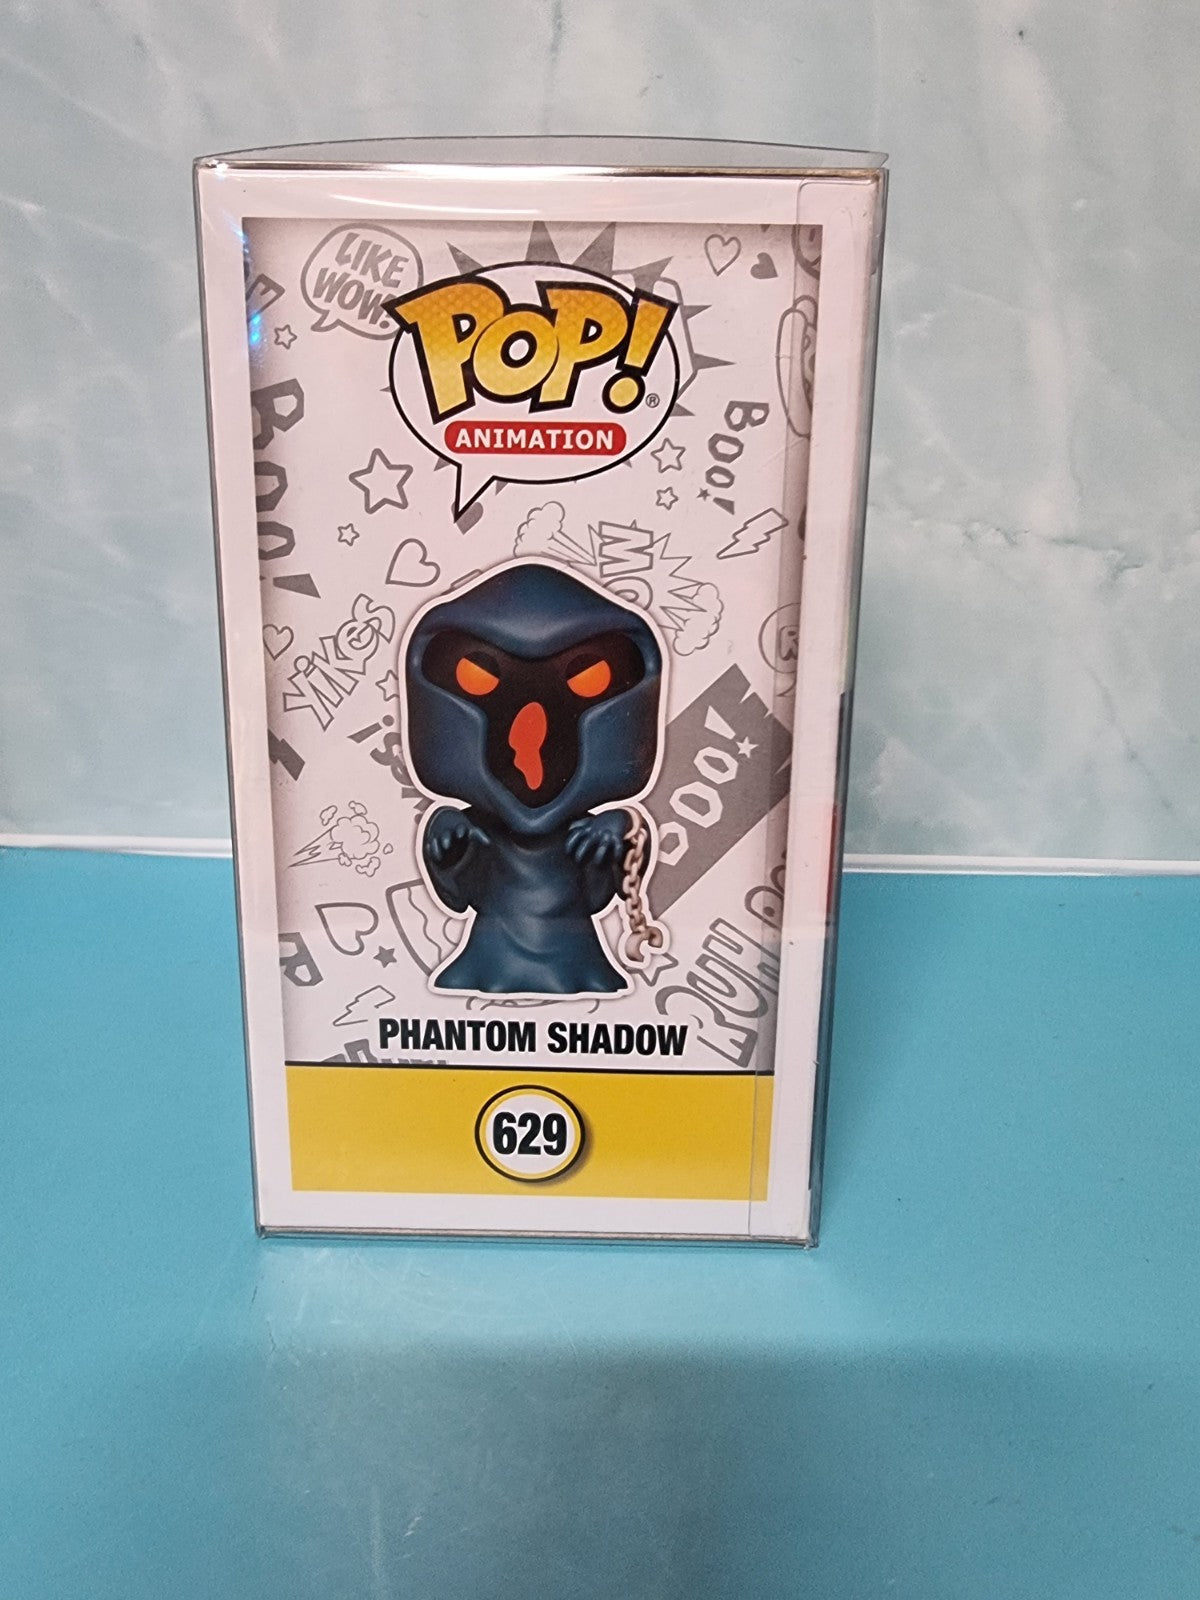 LIKE
WOW!
POP!
®
ANIMATION
BOO!
BOO!
YIKES
BOO!
PHANTOM SHADOW
629